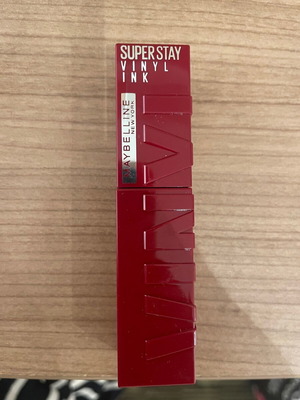 SUPER STAY
VINYL
INK
MAYBELLINE
NEW YORK
VINYL